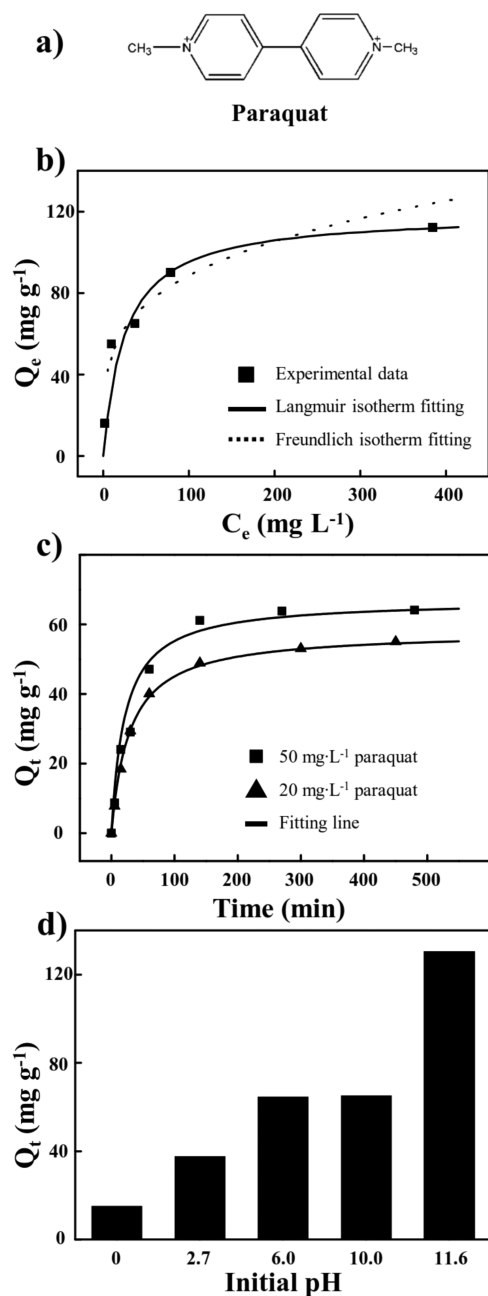 a)
CH₃ N⁺ N⁺ CH₃
Paraquat
b)
Qₑ (mg g⁻¹)
120
80
40
0
Experimental data
Langmuir isotherm fitting
Freundlich isotherm fitting
0 100 200 300 400
Cₑ (mg L⁻¹)
c)
Qₜ (mg g⁻¹)
60
40
20
0
50 mg·L⁻¹ paraquat
20 mg·L⁻¹ paraquat
Fitting line
0 100 200 300 400 500
Time (min)
d)
Qₜ (mg g⁻¹)
120
80
40
0
0 2.7 6.0 10.0 11.6
Initial pH